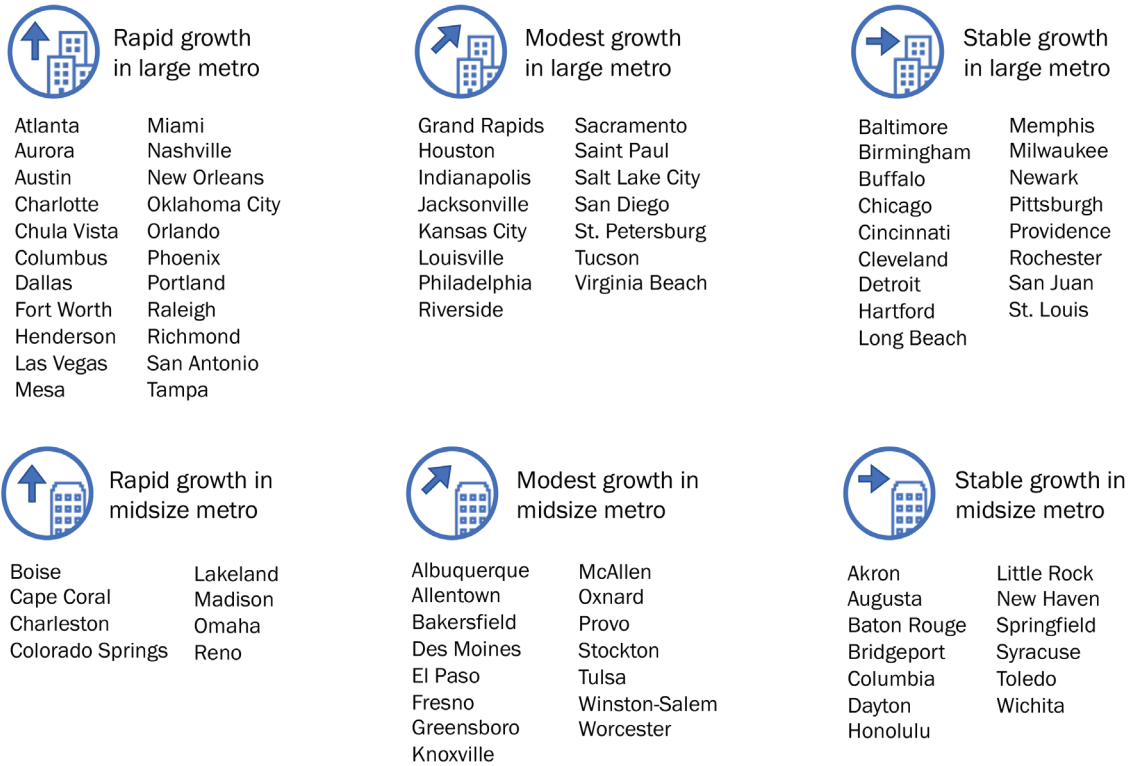 Rapid growth
in large metro
Atlanta
Aurora
Austin
Charlotte
Chula Vista
Columbus
Dallas
Fort Worth
Henderson
Las Vegas
Mesa
Miami
Nashville
New Orleans
Oklahoma City
Orlando
Phoenix
Portland
Raleigh
Richmond
San Antonio
Tampa
Modest growth
in large metro
Grand Rapids
Houston
Indianapolis
Jacksonville
Kansas City
Louisville
Philadelphia
Riverside
Sacramento
Saint Paul
Salt Lake City
San Diego
St. Petersburg
Tucson
Virginia Beach
Stable growth
in large metro
Baltimore
Birmingham
Buffalo
Chicago
Cincinnati
Cleveland
Detroit
Hartford
Long Beach
Memphis
Milwaukee
Newark
Pittsburgh
Providence
Rochester
San Juan
St. Louis
Rapid growth in
midsize metro
Boise
Cape Coral
Charleston
Colorado Springs
Lakeland
Madison
Omaha
Reno
Modest growth in
midsize metro
Albuquerque
Allentown
Bakersfield
Des Moines
El Paso
Fresno
Greensboro
Knoxville
McAllen
Oxnard
Provo
Stockton
Tulsa
Winston-Salem
Worcester
Stable growth in
midsize metro
Akron
Augusta
Baton Rouge
Bridgeport
Columbia
Dayton
Honolulu
Little Rock
New Haven
Springfield
Syracuse
Toledo
Wichita